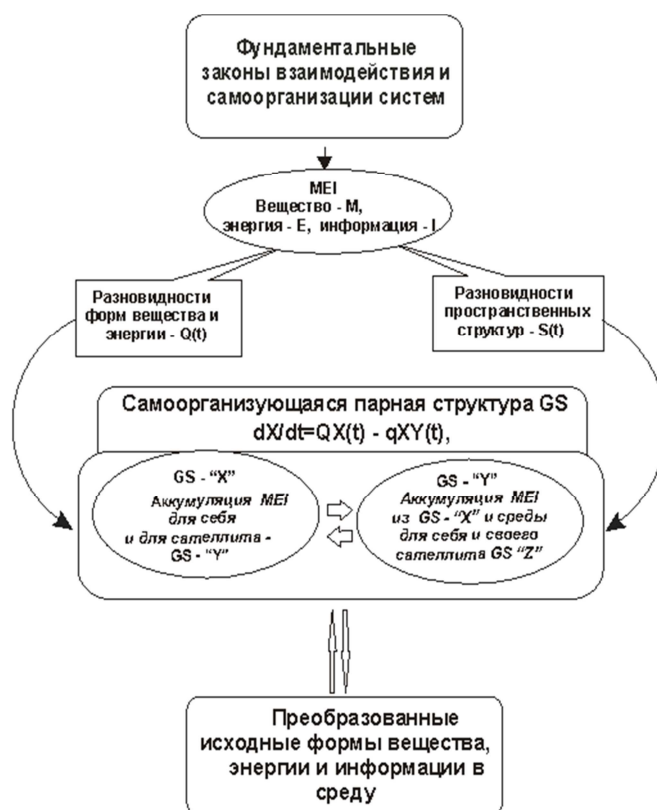 Фундаментальные
законы взаимодействия и
самоорганизации систем
MEI
Вещество - M,
энергия - E, информация - I
Разновидности
форм вещества и
энергии - Q(t)
Разновидности
пространственных
структур - S(t)
Самоорганизующаяся парная структура GS
dX/dt=QX(t) - qXY(t),
GS - “X”
Аккумуляция MEI
для себя
и для сателлита -
GS - “Y”
GS - “Y”
Аккумуляция MEI
из GS - “X” и среды
для себя и своего
сателлита GS “Z”
Преобразованные
исходные формы вещества,
энергии и информации в
среду